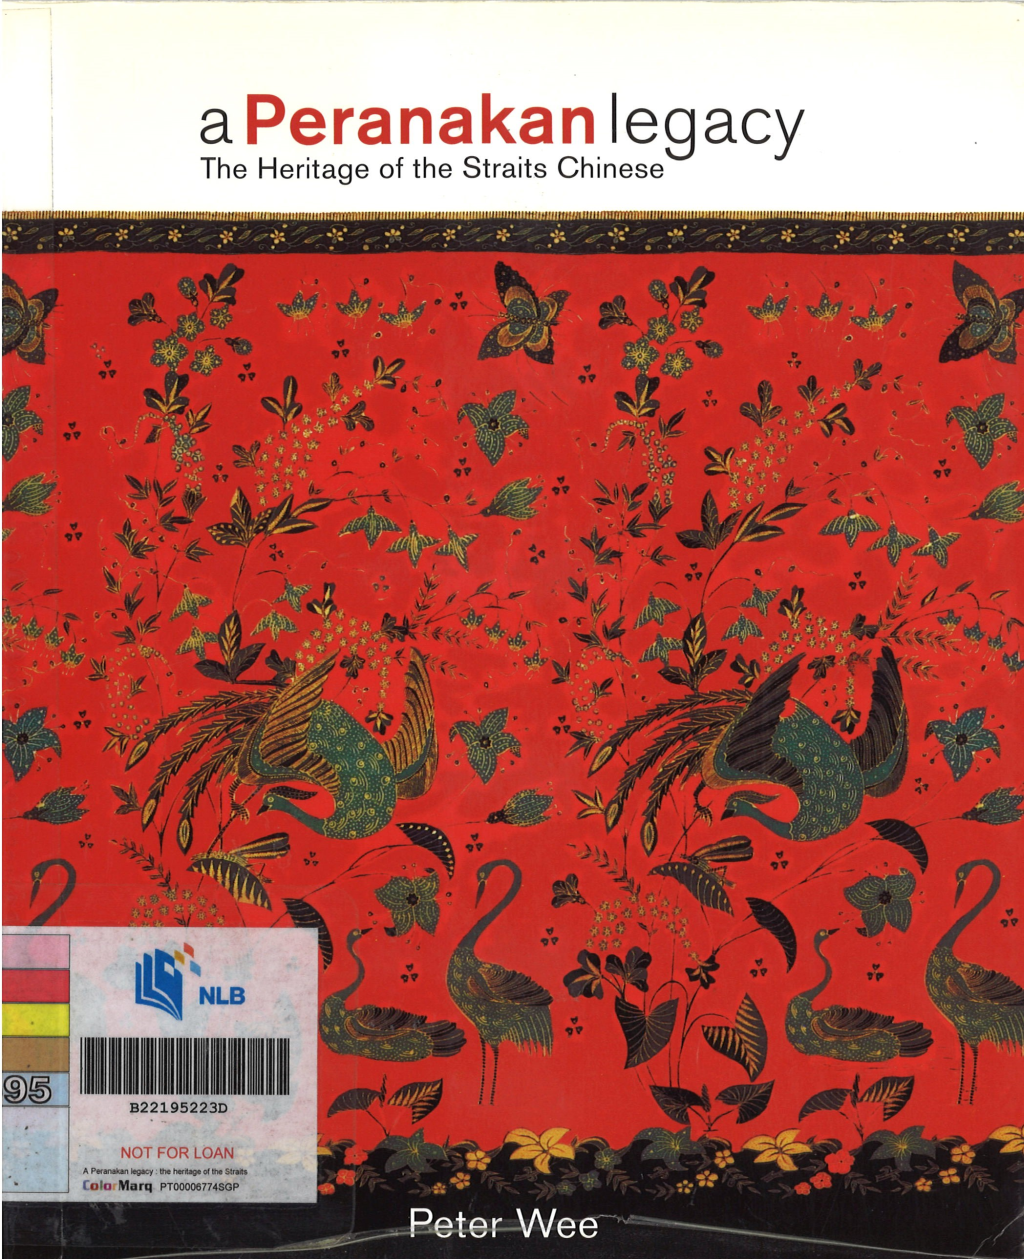 a Peranakan legacy
The Heritage of the Straits Chinese
NLB
95
B22195223D
NOT FOR LOAN
A Peranakan legacy : the heritage of the Straits
ColorMarq PT00006774SGP
Peter Wee